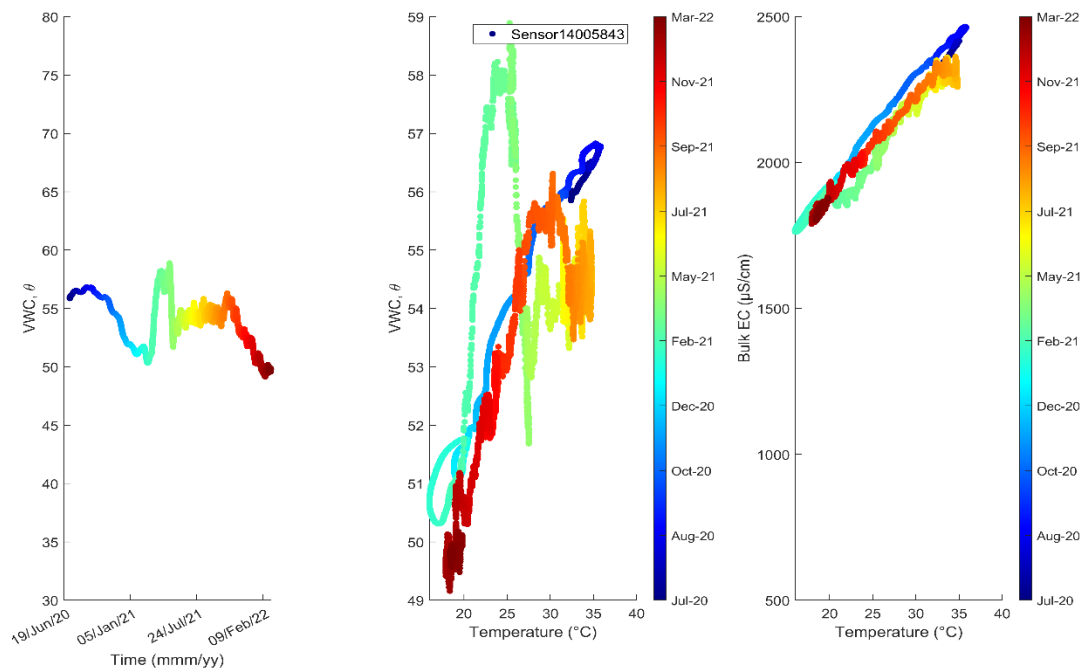 80
75
70
65
60
55
50
45
40
35
30
VWC, θ
19/Jun/20
05/Jan/21
24/Jul/21
09/Feb/22
Time (mmm/yy)
Sensor14005843
59
58
57
56
55
54
53
52
51
50
49
VWC, θ
20
25
30
35
40
Temperature (°C)
Mar-22
Nov-21
Sep-21
Jul-21
May-21
Feb-21
Dec-20
Oct-20
Aug-20
Jul-20
2500
2000
1500
1000
500
Bulk EC (µS/cm)
20
25
30
35
40
Temperature (°C)
Mar-22
Nov-21
Sep-21
Jul-21
May-21
Feb-21
Dec-20
Oct-20
Aug-20
Jul-20